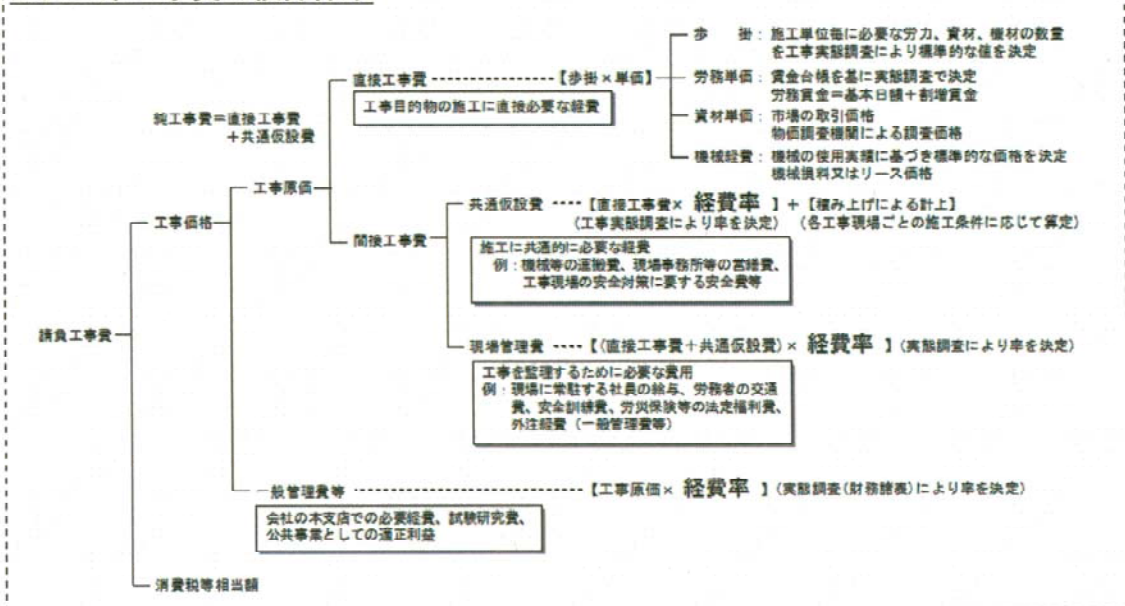 歩　　掛：施工単位毎に必要な労力、資材、機材の数量
を工事実態調査により標準的な値を決定
直接工事費 ---------------【歩掛×単価】
労務単価：賃金台帳を基に実態調査で決定
労務賃金＝基本日額＋割増賃金
工事目的物の施工に直接必要な経費
純工事費＝直接工事費
＋共通仮設費
資材単価：市場の取引価格
物価調査機関による調査価格
機械経費：機械の使用実績に基づき標準的な価格を決定
機械損料又はリース価格
工事原価
共通仮設費 ----【直接工事費× 経費率 】＋【積み上げによる計上】
工事価格
（工事実態調査により率を決定）（各工事現場ごとの施工条件に応じて算定）
間接工事費
施工に共通的に必要な経費
例：機械等の運搬費、現場事務所等の営繕費、
工事現場の安全対策に要する安全費等
請負工事費
現場管理費 ----【（直接工事費＋共通仮設費）× 経費率 】（実態調査により率を決定）
工事を監理するために必要な費用
例：現場に常駐する社員の給与、労務者の交通
費、安全訓練費、労災保険等の法定福利費、
外注経費（一般管理費等）
一般管理費等 ----------------------------【工事原価× 経費率 】（実態調査（財務諸表）により率を決定）
会社の本支店での必要経費、試験研究費、
公共事業としての適正利益
消費税等相当額